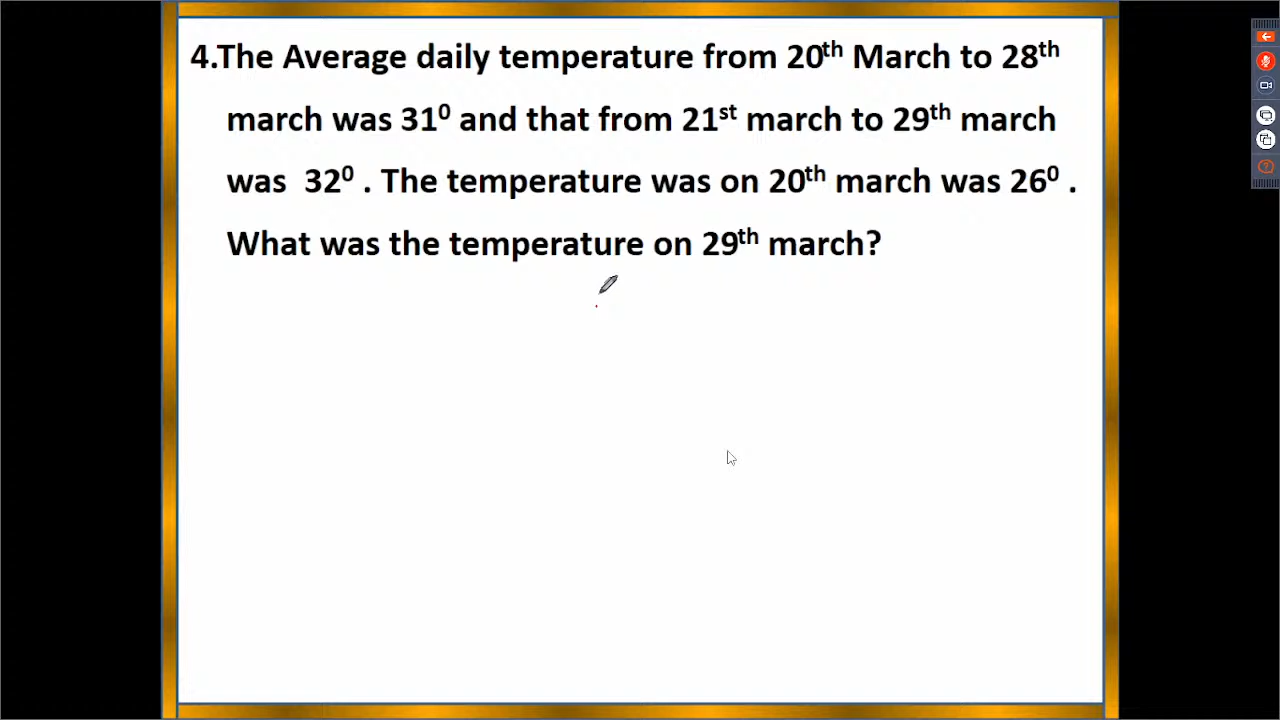 4.The Average daily temperature from 20th March to 28th
march was 31⁰ and that from 21st march to 29th march
was 32⁰ . The temperature was on 20th march was 26⁰ .
What was the temperature on 29th march?